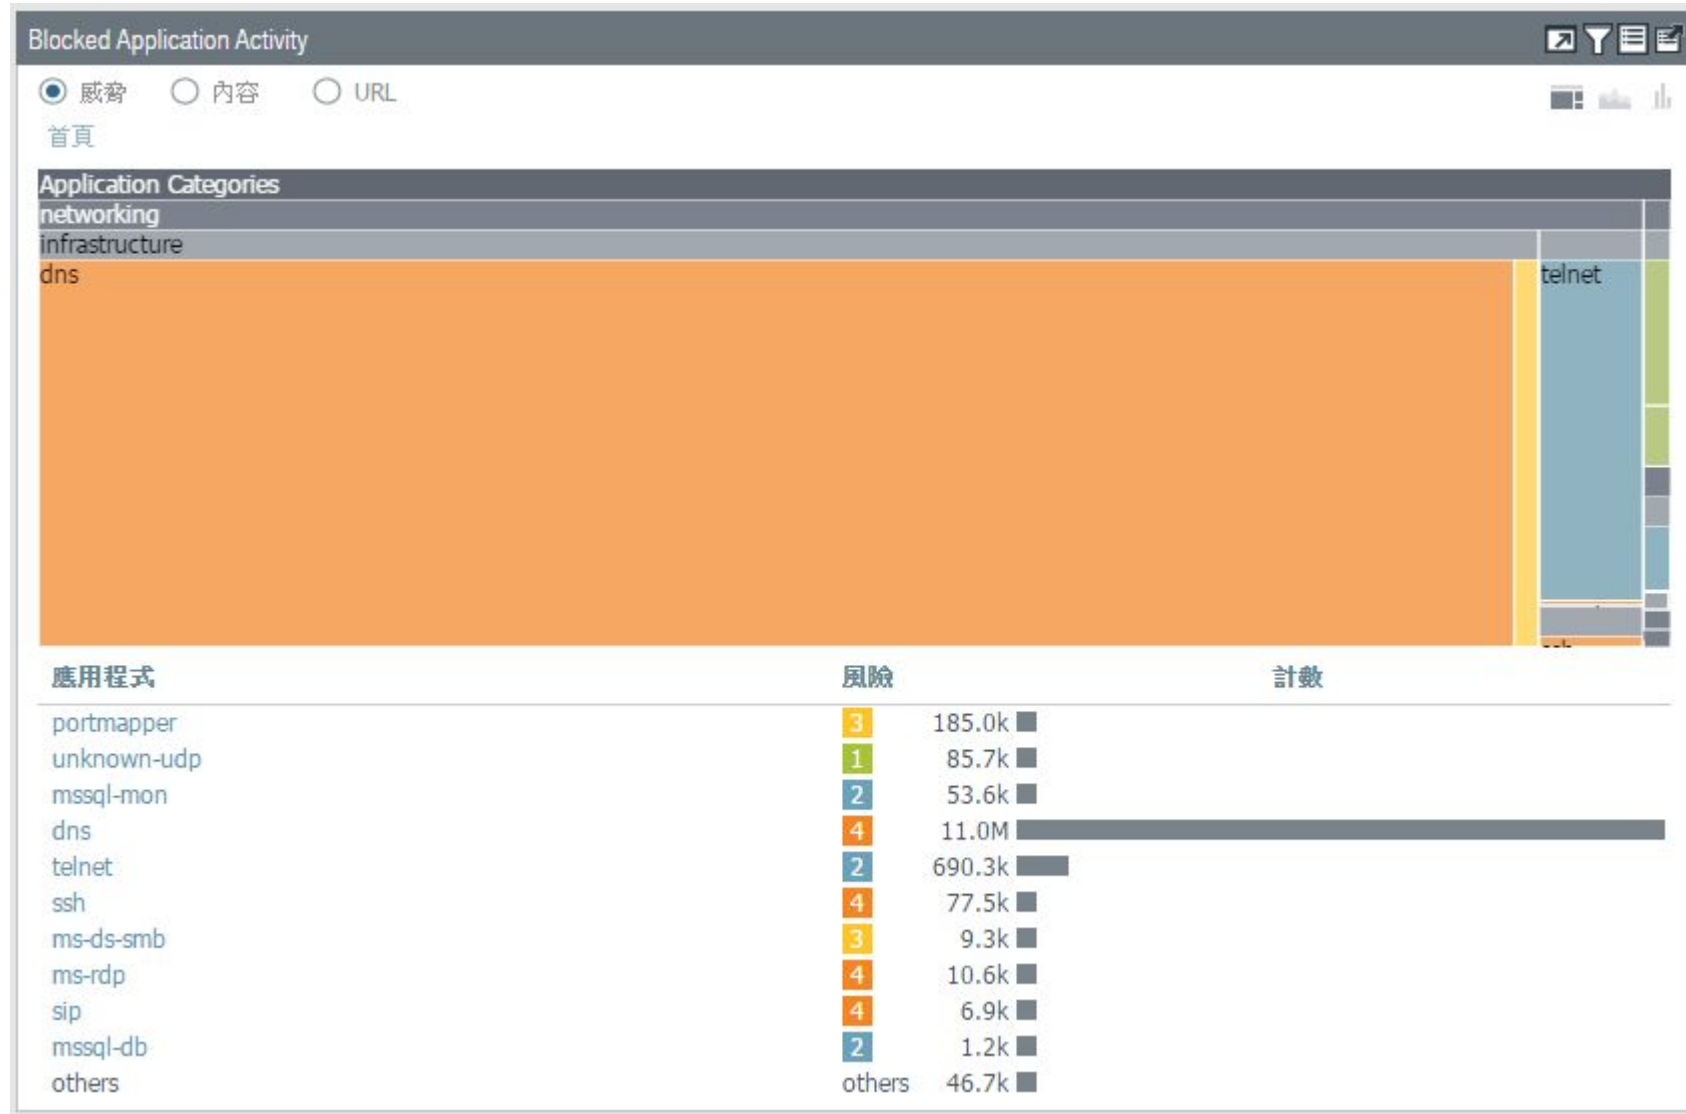 Blocked Application Activity
威脅 內容 URL
首頁
Application Categories
networking
infrastructure
dns telnet
應用程式 風險 計數
portmapper 3 185.0k
unknown-udp 1 85.7k
mssql-mon 2 53.6k
dns 4 11.0M
telnet 2 690.3k
ssh 4 77.5k
ms-ds-smb 3 9.3k
ms-rdp 4 10.6k
sip 4 6.9k
mssql-db 2 1.2k
others others 46.7k